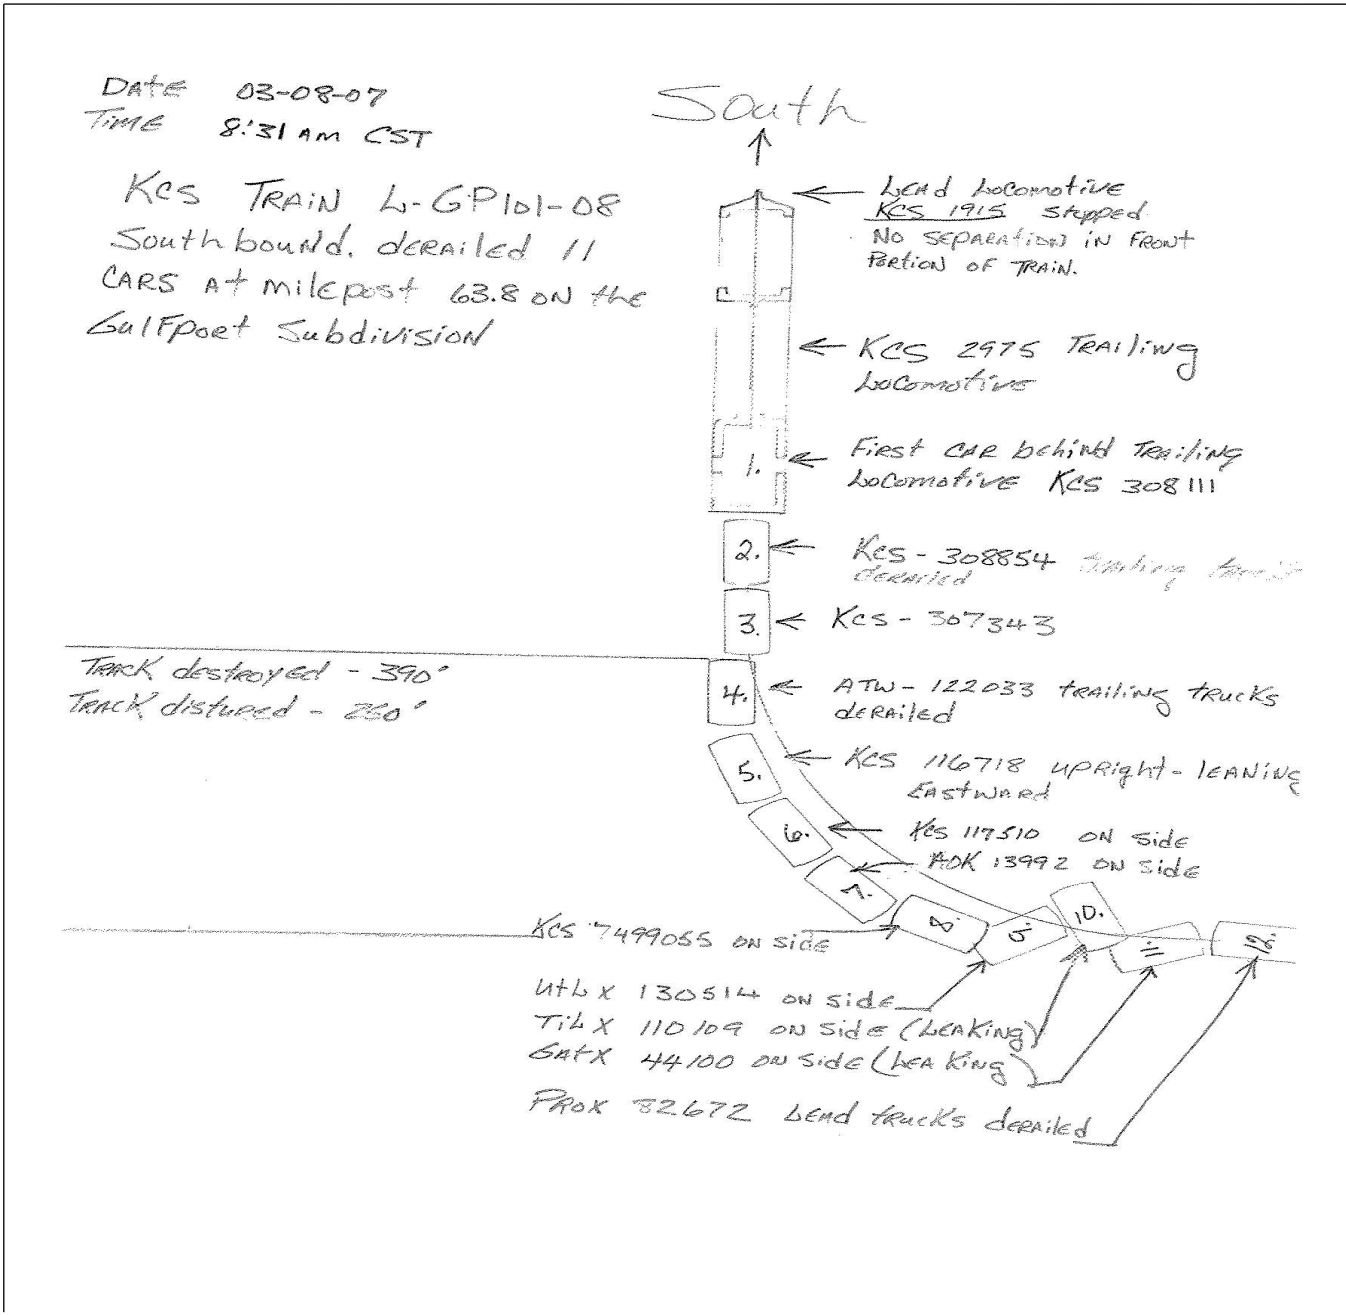 Date 03-08-07
Time 8:31 AM CST
South
KCS Train L-GP101-08
Southbound. derailed 11
cars at milepost 63.8 on the
Gulfport Subdivision
Lead Locomotive
KCS 1915 stopped.
No separation in front
portion of train.
KCS 2975 Trailing
Locomotive
1.
First car behind trailing
Locomotive KCS 308111
2.
KCS - 308854 trailing
derailed
3.
KCS - 307343
Track destroyed - 390'
Track distured - 250'
4.
ATW - 122033 trailing trucks
derailed
5.
KCS 116718 upright - leaning
Eastward
6.
KCS 117510 on side
7.
AOK 13992 on side
8.
9.
10.
11.
12.
KCS 7499055 on side
UTLX 130514 on side
TILX 110109 on side (Leaking)
GATX 44100 on side (Leaking)
PROX 82672 Lead trucks derailed